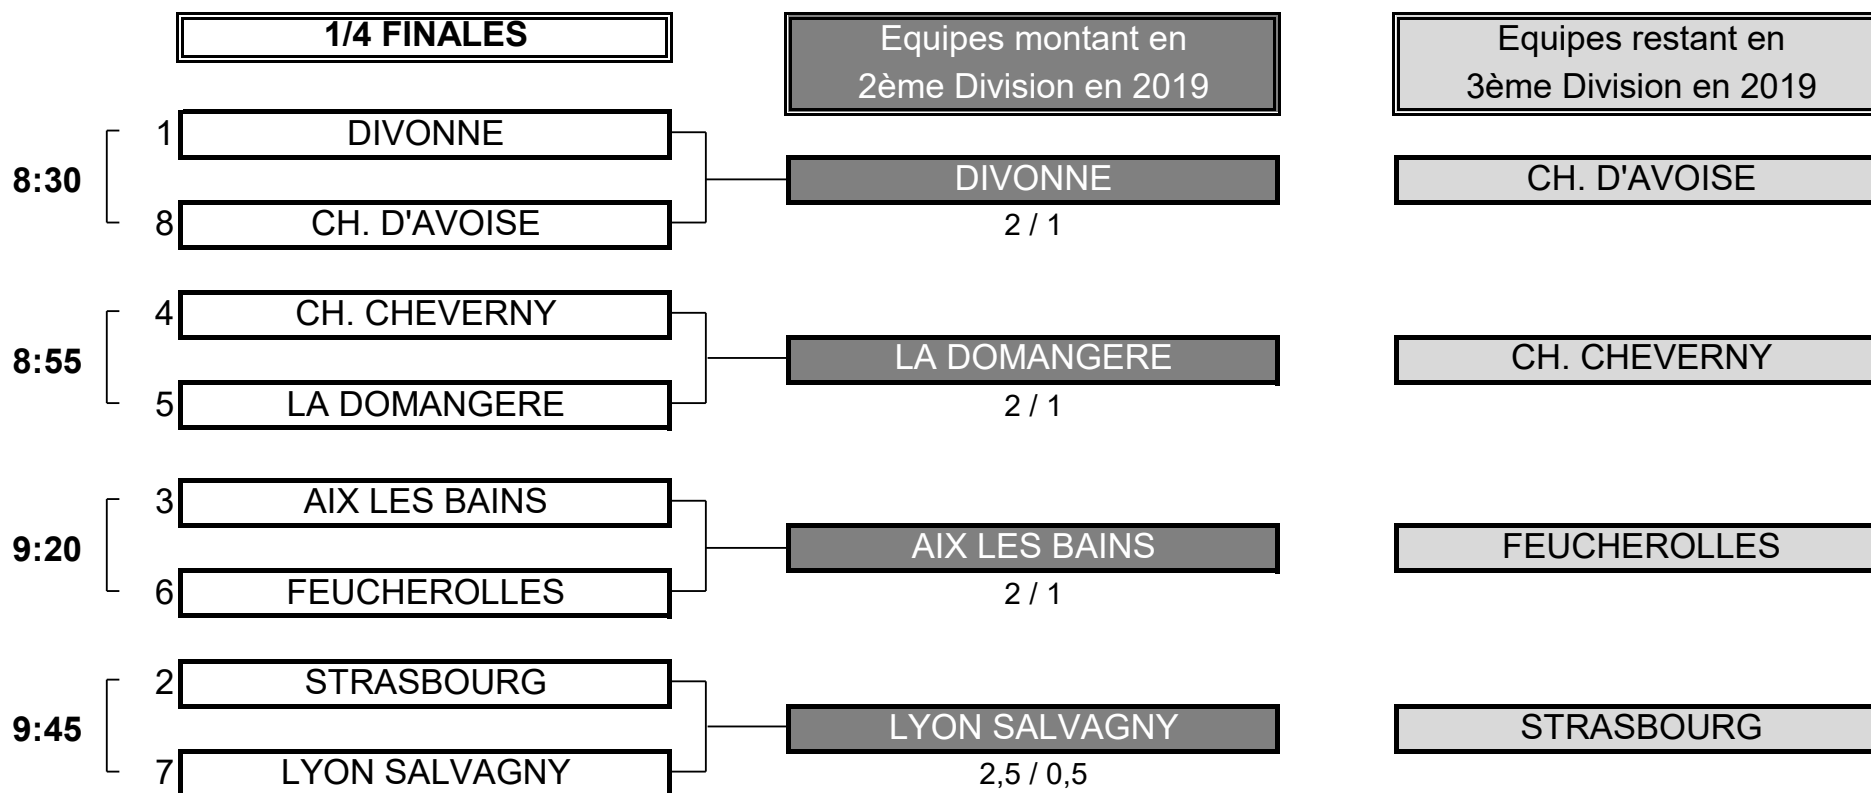 1/4 FINALES
Equipes montant en
2ème Division en 2019
Equipes restant en
3ème Division en 2019
8:30
1 DIVONNE
8 CH. D'AVOISE
DIVONNE
2 / 1
CH. D'AVOISE
8:55
4 CH. CHEVERNY
5 LA DOMANGERE
LA DOMANGERE
2 / 1
CH. CHEVERNY
9:20
3 AIX LES BAINS
6 FEUCHEROLLES
AIX LES BAINS
2 / 1
FEUCHEROLLES
9:45
2 STRASBOURG
7 LYON SALVAGNY
LYON SALVAGNY
2,5 / 0,5
STRASBOURG